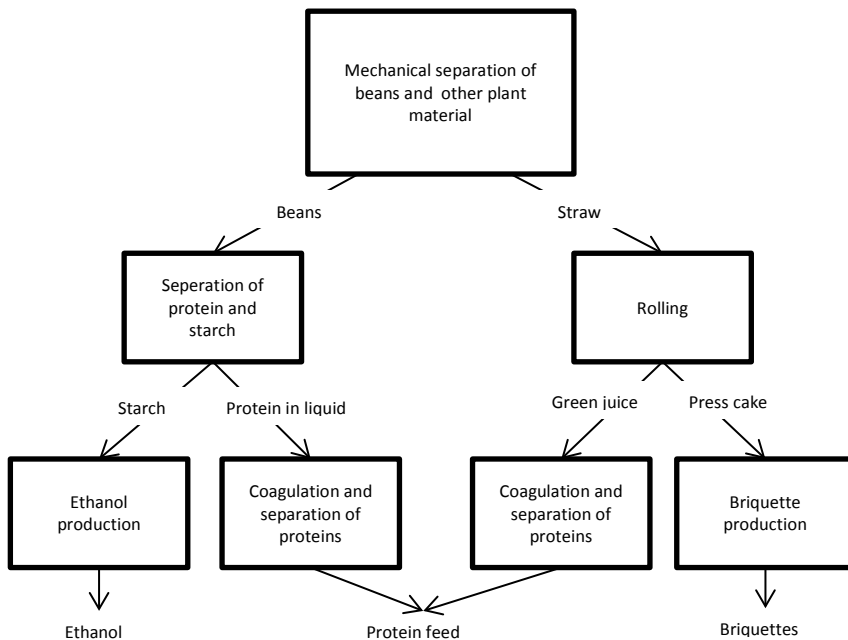 Mechanical separation of
beans and other plant
material
Beans
Straw
Seperation of
protein and
starch
Rolling
Starch
Protein in liquid
Green juice
Press cake
Ethanol
production
Coagulation and
separation of
proteins
Coagulation and
separation of
proteins
Briquette
production
Ethanol
Protein feed
Briquettes